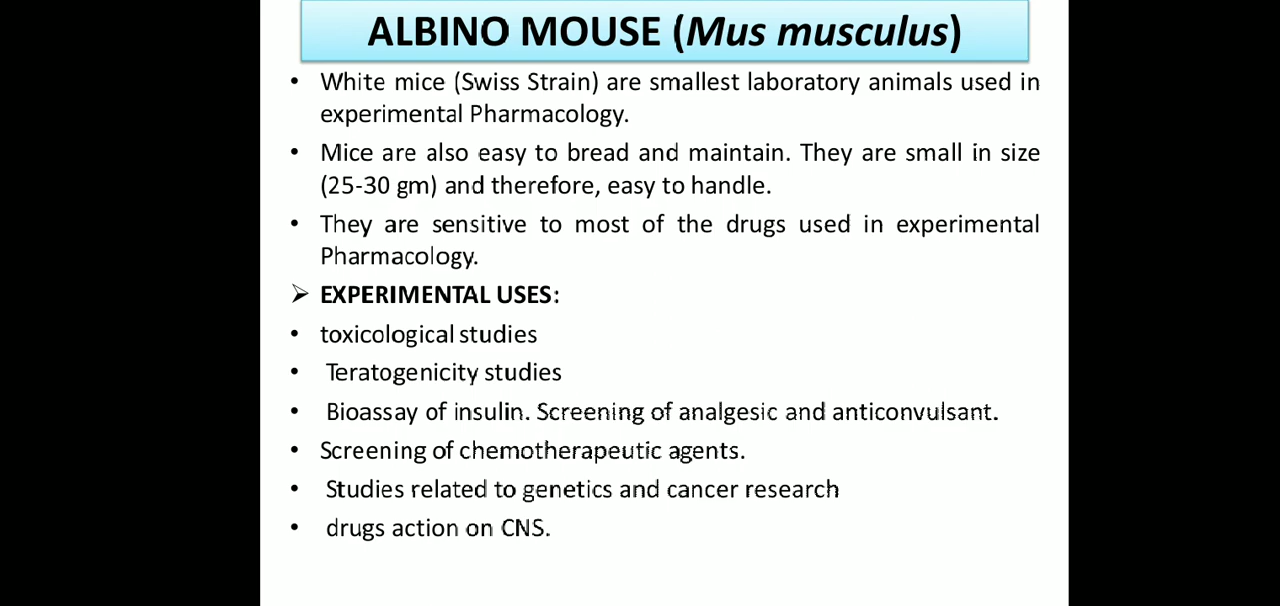 ALBINO MOUSE (Mus musculus)
• White mice (Swiss Strain) are smallest laboratory animals used in
experimental Pharmacology.
• Mice are also easy to bread and maintain. They are small in size
(25-30 gm) and therefore, easy to handle.
• They are sensitive to most of the drugs used in experimental
Pharmacology.
➢ EXPERIMENTAL USES:
• toxicological studies
• Teratogenicity studies
• Bioassay of insulin. Screening of analgesic and anticonvulsant.
• Screening of chemotherapeutic agents.
• Studies related to genetics and cancer research
• drugs action on CNS.